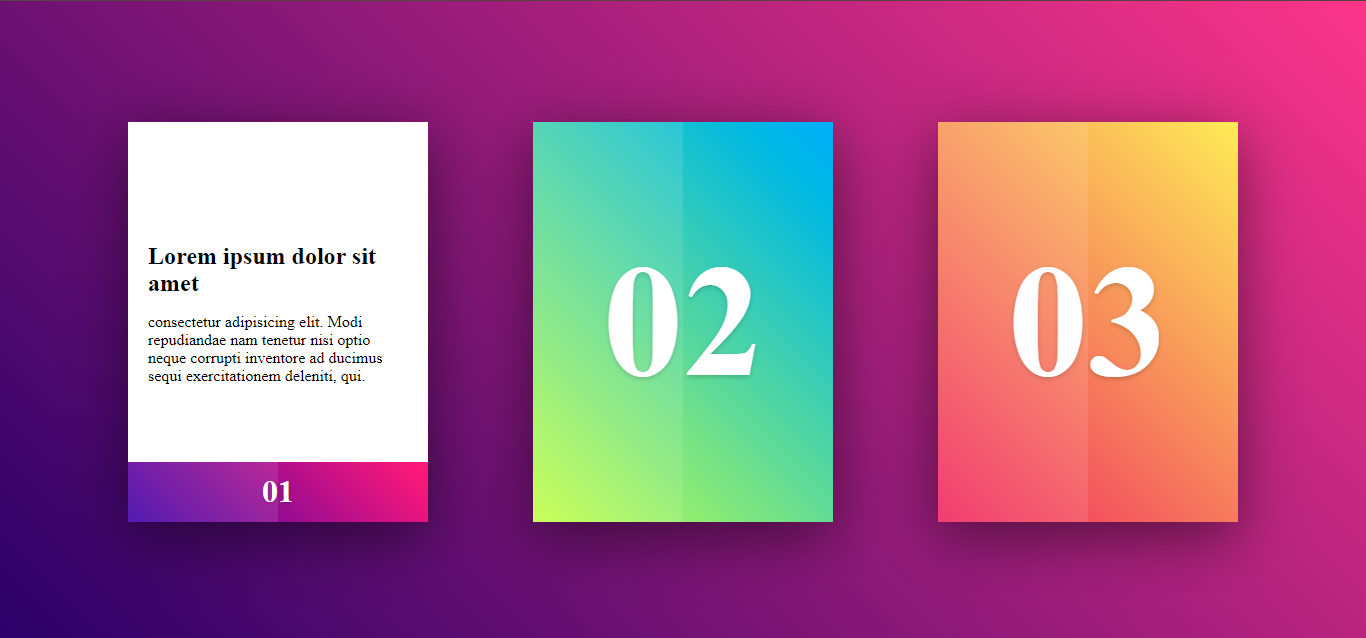 Lorem ipsum dolor sit
amet
consectetur adipisicing elit. Modi
repudiandae nam tenetur nisi optio
neque corrupti inventore ad ducimus
sequi exercitationem deleniti, qui.
01
02
03